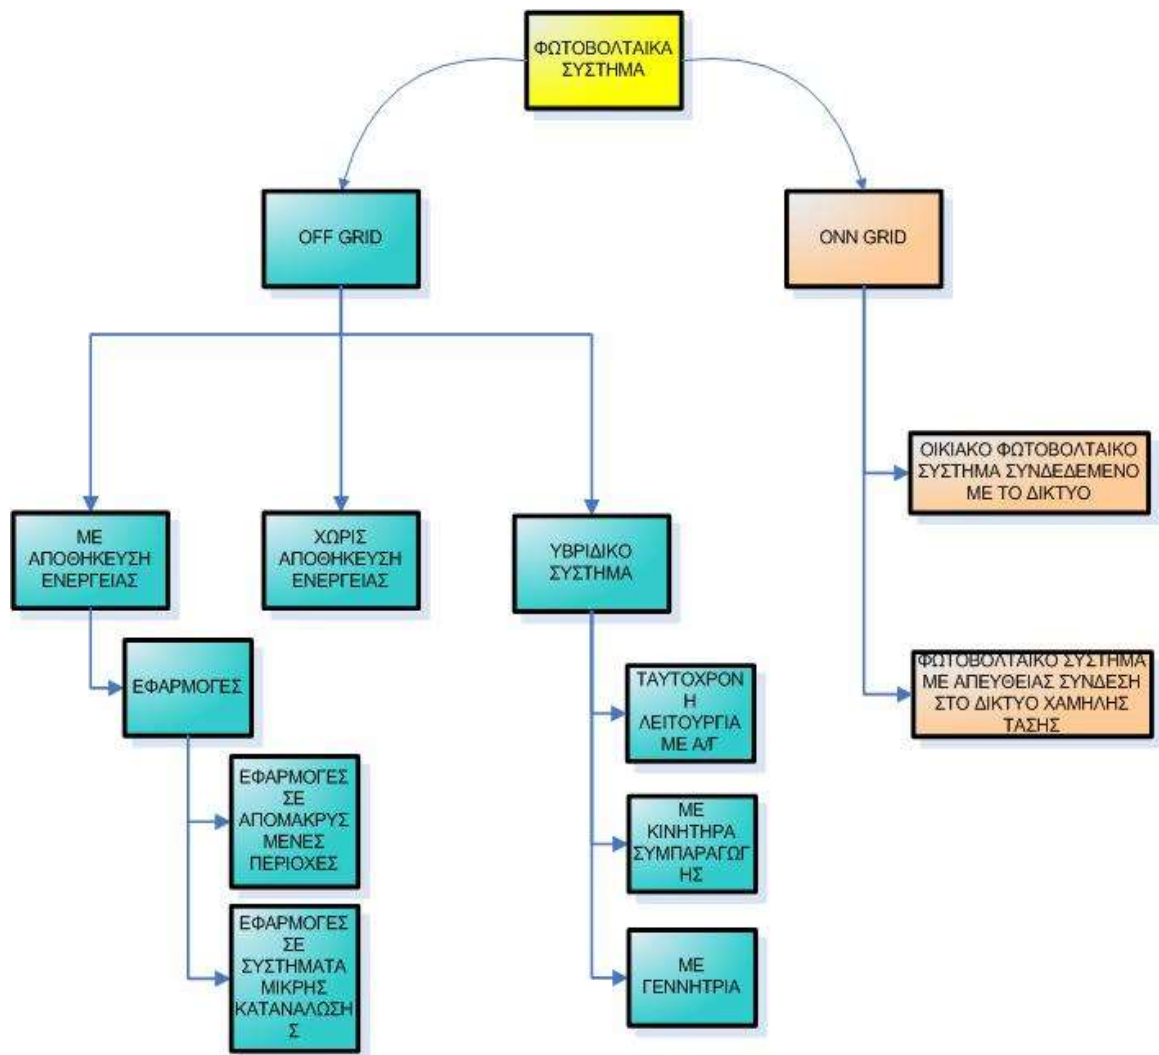 ΦΩΤΟΒΟΛΤΑΙΚΑ
ΣΥΣΤΗΜΑ
OFF GRID
ONN GRID
ΟΙΚΙΑΚΟ ΦΩΤΟΒΟΛΤΑΙΚΟ
ΣΥΣΤΗΜΑ ΣΥΝΔΕΔΕΜΕΝΟ
ΜΕ ΤΟ ΔΙΚΤΥΟ
ΜΕ
ΑΠΟΘΗΚΕΥΣΗ
ΕΝΕΡΓΕΙΑΣ
ΧΩΡΙΣ
ΑΠΟΘΗΚΕΥΣΗ
ΕΝΕΡΓΕΙΑΣ
ΥΒΡΙΔΙΚΟ
ΣΥΣΤΗΜΑ
ΕΦΑΡΜΟΓΕΣ
ΤΑΥΤΟΧΡΟΝ
Η
ΛΕΙΤΟΥΡΓΙΑ
ΜΕ Α/Γ
ΦΩΤΟΒΟΛΤΑΙΚΟ ΣΥΣΤΗΜΑ
ΜΕ ΑΠΕΥΘΕΙΑΣ ΣΥΝΔΕΣΗ
ΣΤΟ ΔΙΚΤΥΟ ΧΑΜΗΛΗΣ
ΤΑΣΗΣ
ΕΦΑΡΜΟΓΕΣ
ΣΕ
ΑΠΟΜΑΚΡΥΣ
ΜΕΝΕΣ
ΠΕΡΙΟΧΕΣ
ΜΕ
ΚΙΝΗΤΗΡΑ
ΣΥΜΠΑΡΑΓΩΓ
ΗΣ
ΕΦΑΡΜΟΓΕΣ
ΣΕ
ΣΥΣΤΗΜΑΤΑ
ΜΙΚΡΗΣ
ΚΑΤΑΝΑΛΩΣΗ
Σ
ΜΕ
ΓΕΝΝΗΤΡΙΑ